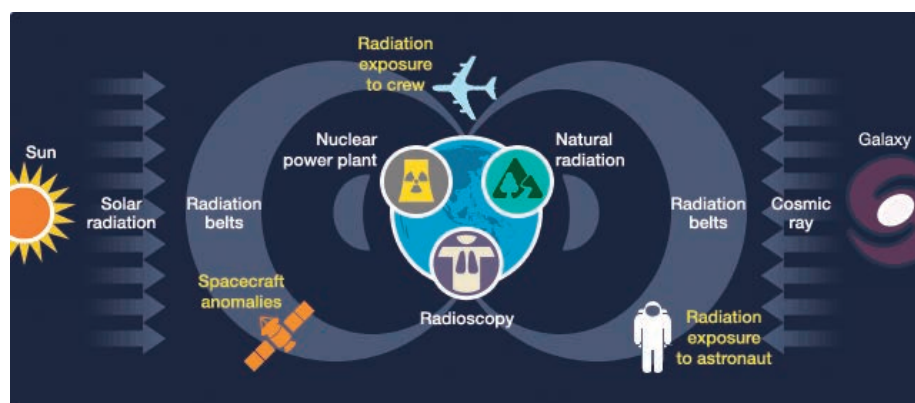 Radiation
exposure
to crew
Nuclear
power plant
Natural
radiation
Sun
Galaxy
Solar
radiation
Radiation
belts
Radiation
belts
Cosmic
ray
Spacecraft
anomalies
Radioscopy
Radiation
exposure
to astronaut